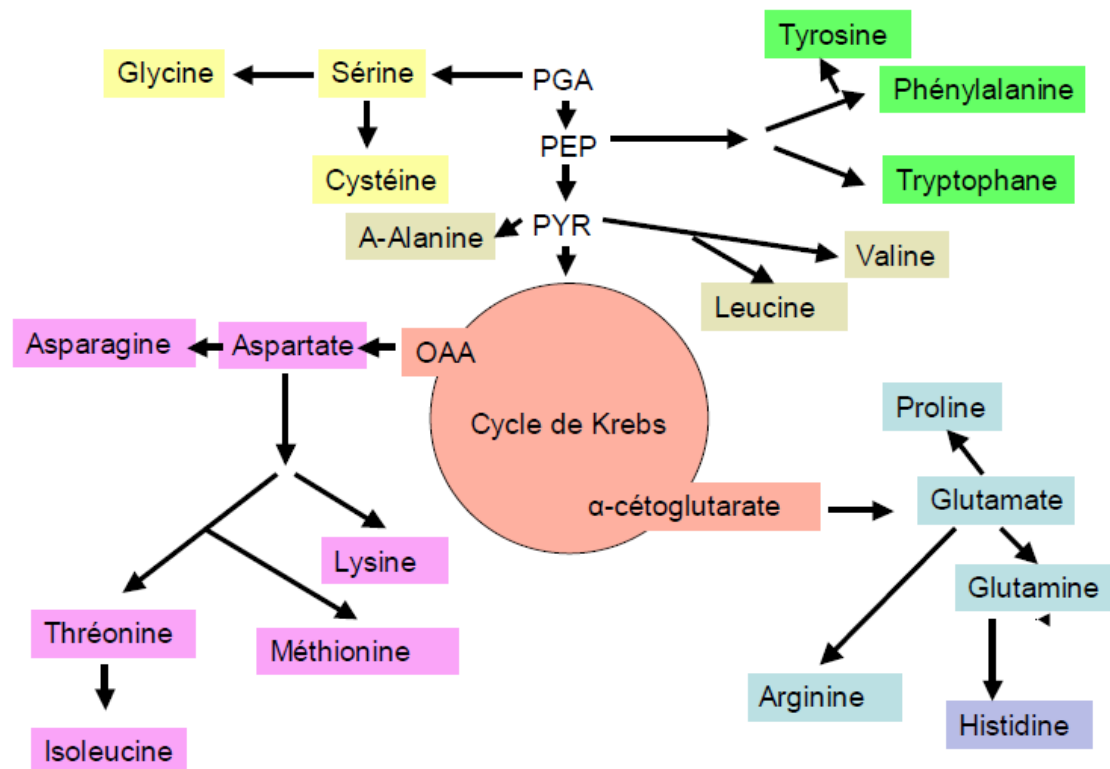 Tyrosine
Glycine
Sérine
PGA
Phénylalanine
PEP
Cystéine
Tryptophane
A-Alanine
PYR
Valine
Leucine
Asparagine
Aspartate
OAA
Cycle de Krebs
Proline
α-cétoglutarate
Glutamate
Lysine
Glutamine
Thréonine
Méthionine
Arginine
Histidine
Isoleucine